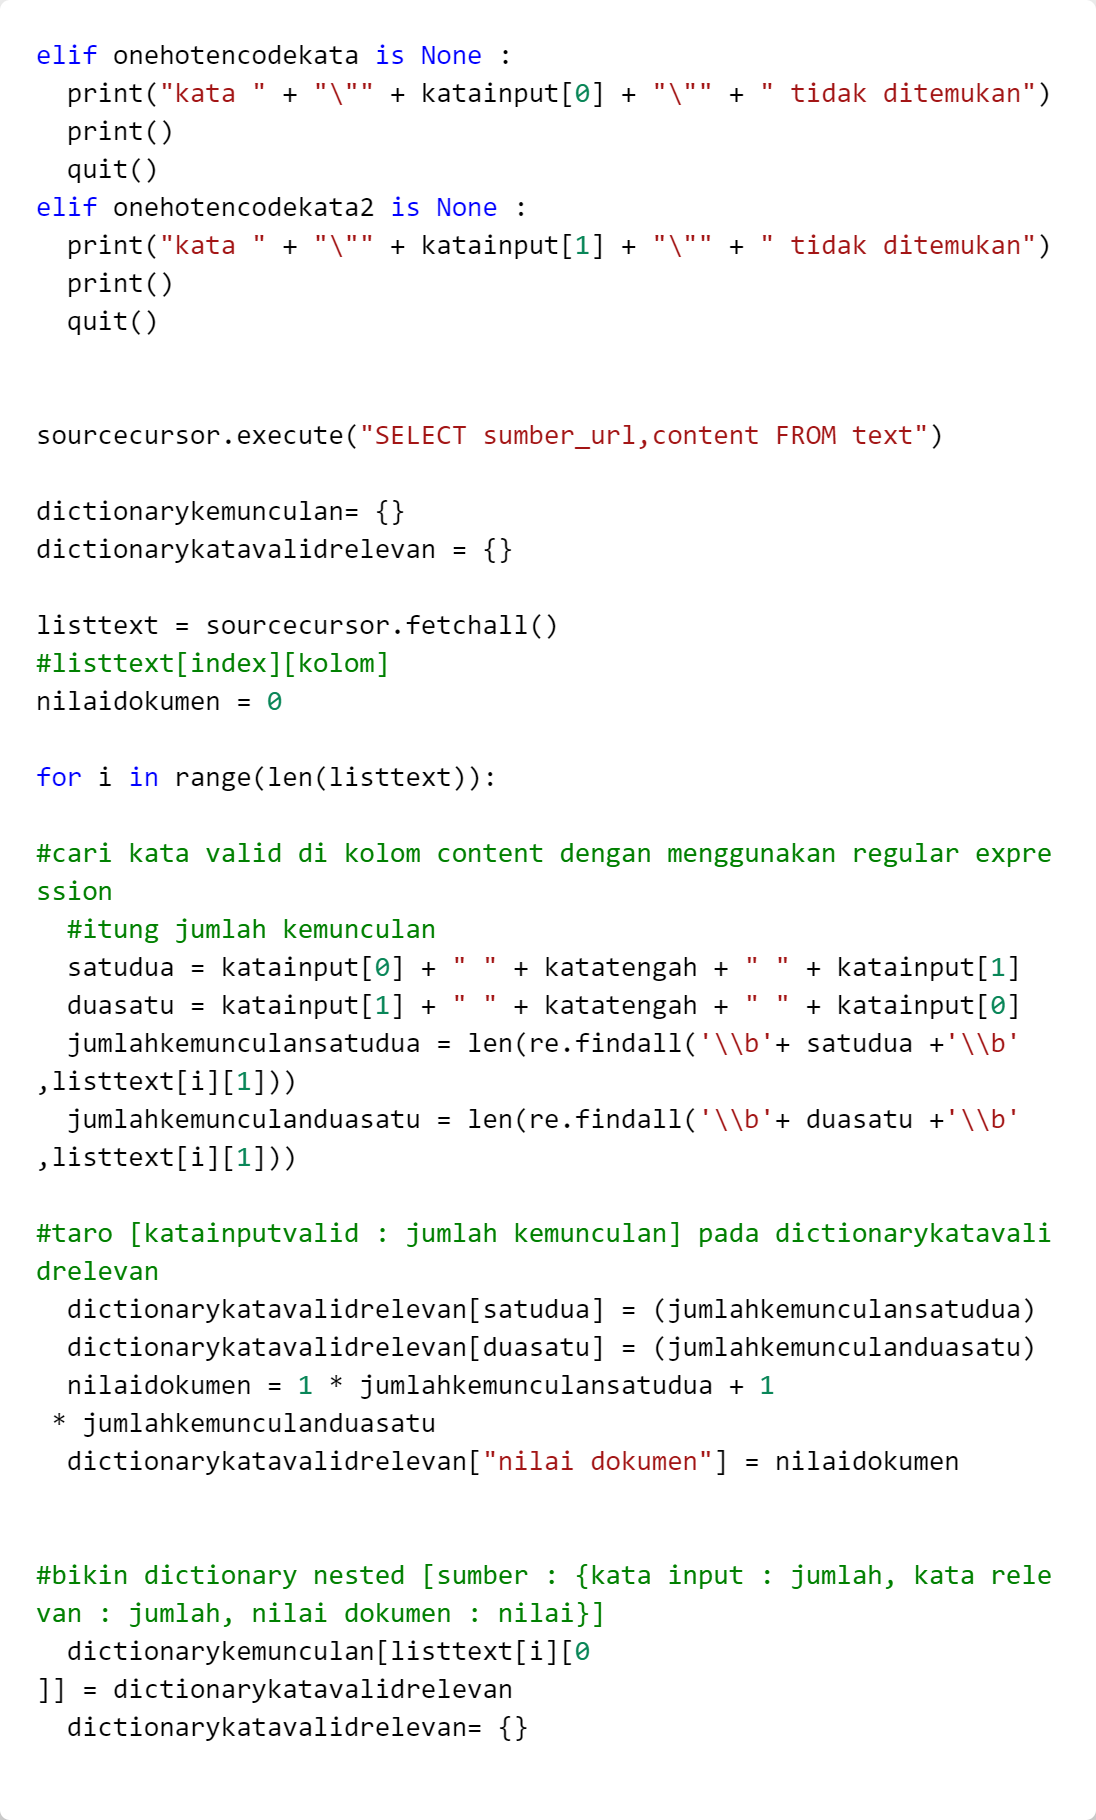 elif onehotencodekata is None :
  print("kata " + "\"" + katainput[0] + "\"" + " tidak ditemukan")
  print()
  quit()
elif onehotencodekata2 is None :
  print("kata " + "\"" + katainput[1] + "\"" + " tidak ditemukan")
  print()
  quit()
sourcecursor.execute("SELECT sumber_url,content FROM text")
dictionarykemunculan= {}
dictionarykatavalidrelevan = {}
listtext = sourcecursor.fetchall()
#listtext[index][kolom]
nilaidokumen = 0
for i in range(len(listtext)):
#cari kata valid di kolom content dengan menggunakan regular expre
ssion
  #itung jumlah kemunculan
  satudua = katainput[0] + " " + katatengah + " " + katainput[1]
  duasatu = katainput[1] + " " + katatengah + " " + katainput[0]
  jumlahkemunculansatudua = len(re.findall('\\b'+ satudua +'\\b'
,listtext[i][1]))
  jumlahkemunculanduasatu = len(re.findall('\\b'+ duasatu +'\\b'
,listtext[i][1]))
#taro [katainputvalid : jumlah kemunculan] pada dictionarykatavali
drelevan
  dictionarykatavalidrelevan[satudua] = (jumlahkemunculansatudua)
  dictionarykatavalidrelevan[duasatu] = (jumlahkemunculanduasatu)
  nilaidokumen = 1 * jumlahkemunculansatudua + 1
 * jumlahkemunculanduasatu
  dictionarykatavalidrelevan["nilai dokumen"] = nilaidokumen
#bikin dictionary nested [sumber : {kata input : jumlah, kata rele
van : jumlah, nilai dokumen : nilai}]
  dictionarykemunculan[listtext[i][0
]] = dictionarykatavalidrelevan
  dictionarykatavalidrelevan= {}